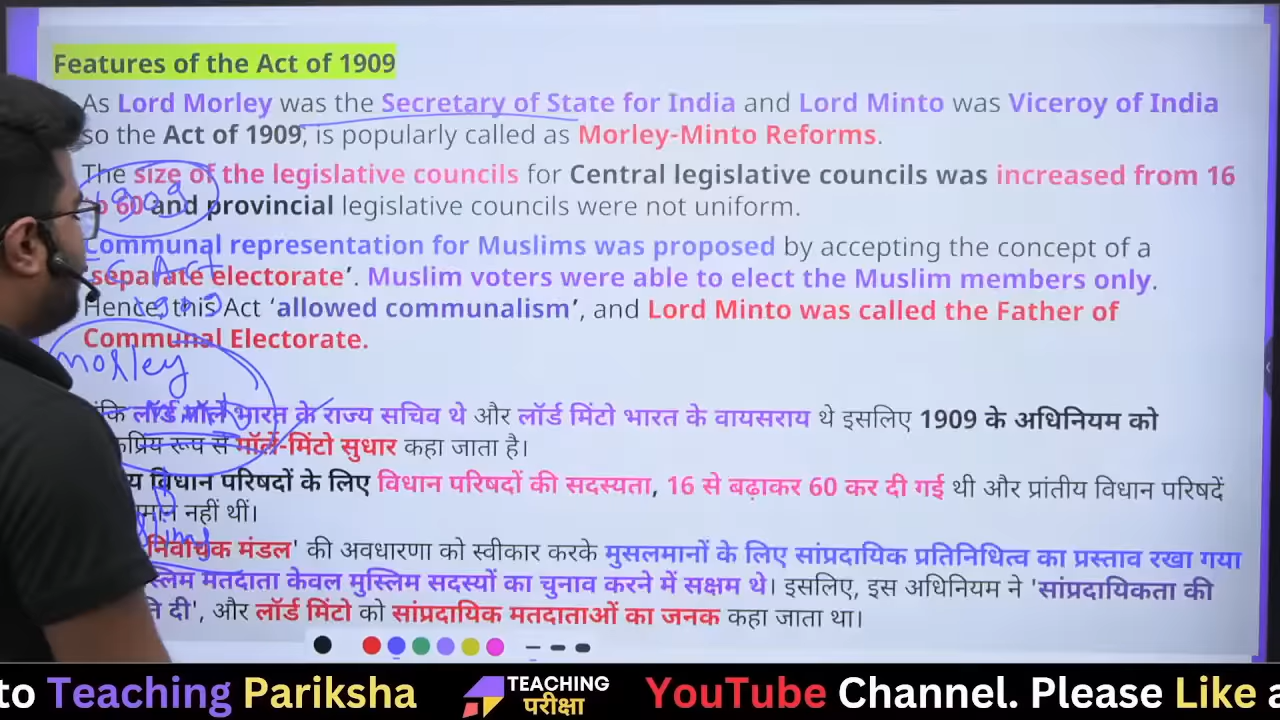 Features of the Act of 1909
As Lord Morley was the Secretary of State for India and Lord Minto was Viceroy of India
so the Act of 1909, is popularly called as Morley-Minto Reforms.
The size of the legislative councils for Central legislative councils was increased from 16
60 and provincial legislative councils were not uniform.
1909
Communal representation for Muslims was proposed by accepting the concept of a
'separate electorate'. Muslim voters were able to elect the Muslim members only.
Act
Hence, this Act 'allowed communalism', and Lord Minto was called the Father of
Communal Electorate.
Morley
लॉर्ड मॉर्ले भारत के राज्य सचिव थे और लॉर्ड मिंटो भारत के वायसराय थे इसलिए 1909 के अधिनियम को
रूप से मॉर्ले-मिंटो सुधार कहा जाता है।
विधान परिषदों के लिए विधान परिषदों की सदस्यता, 16 से बढ़ाकर 60 कर दी गई थी और प्रांतीय विधान परिषदें
नहीं थीं।
निर्वाचक मंडल' की अवधारणा को स्वीकार करके मुसलमानों के लिए सांप्रदायिक प्रतिनिधित्व का प्रस्ताव रखा गया
मतदाता केवल मुस्लिम सदस्यों का चुनाव करने में सक्षम थे। इसलिए, इस अधिनियम ने 'सांप्रदायिकता की
दी', और लॉर्ड मिंटो को सांप्रदायिक मतदाताओं का जनक कहा जाता था।
to Teaching Pariksha TEACHING परीक्षा YouTube Channel. Please Like